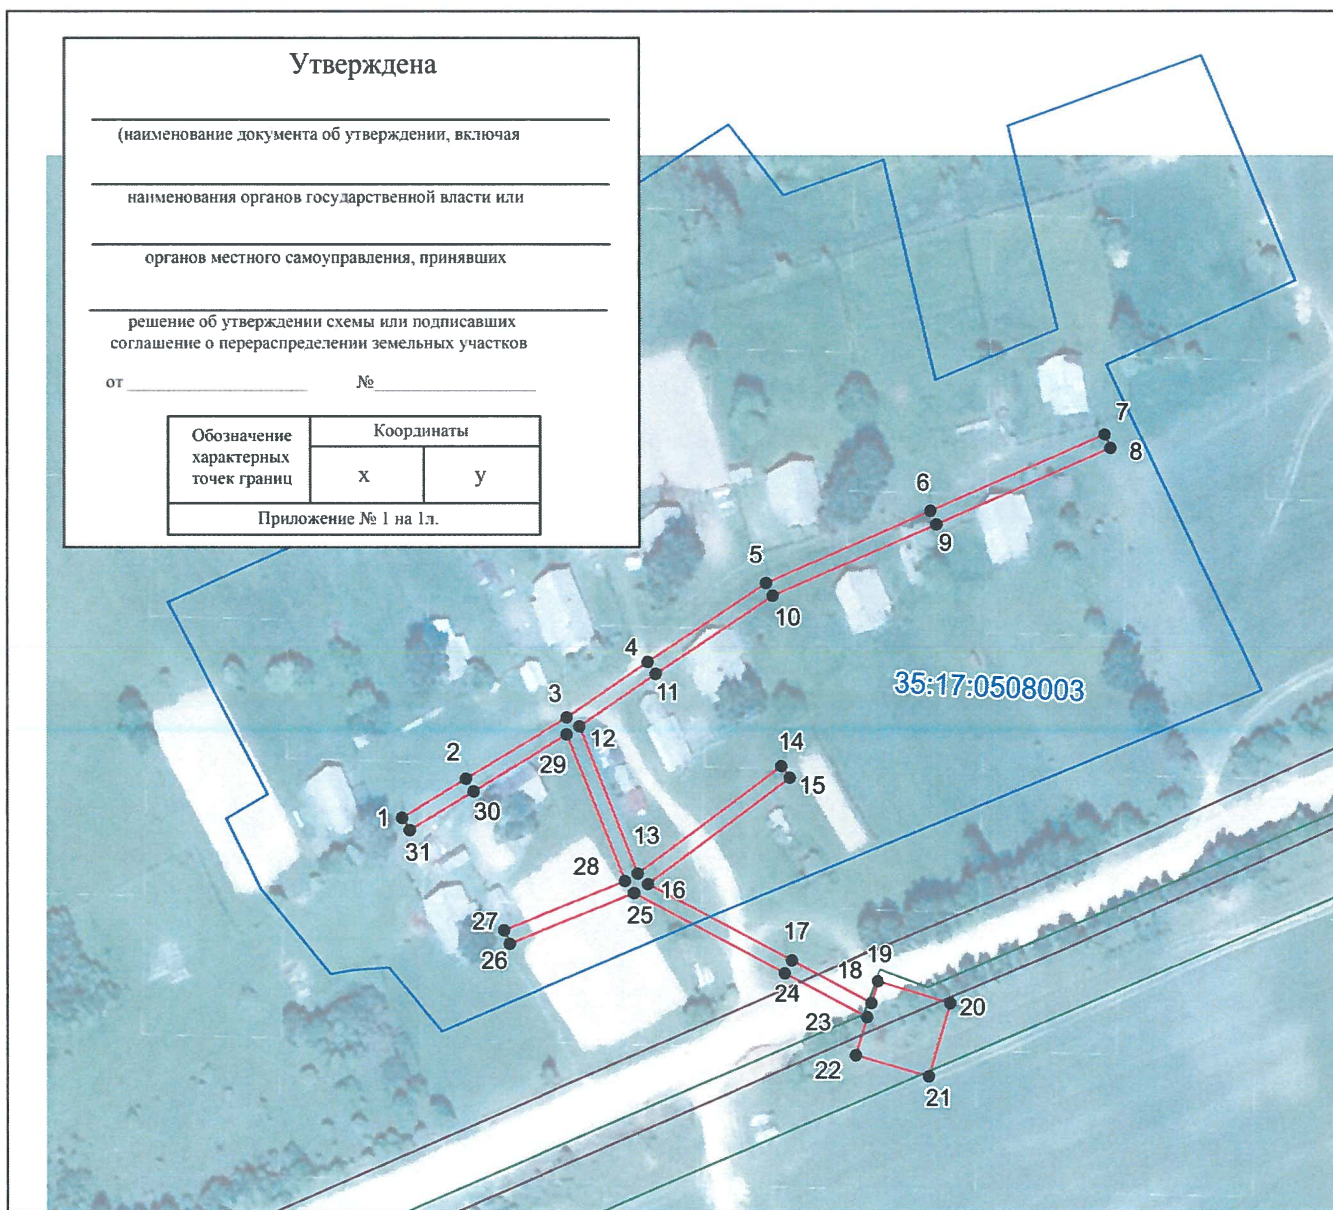 Утверждена
(наименование документа об утверждении, включая
наименования органов государственной власти или
органов местного самоуправления, принявших
решение об утверждении схемы или подписавших
соглашение о перераспределении земельных участков
от __________________ №________________
Обозначение характерных точек границ
Координаты
x
y
Приложение № 1 на 1л.
7
8
6
9
5
10
4
11
3
12
35:17:0508003
2
29
14
15
30
1
31
13
28
16
25
27
26
17
18
19
24
20
23
22
21